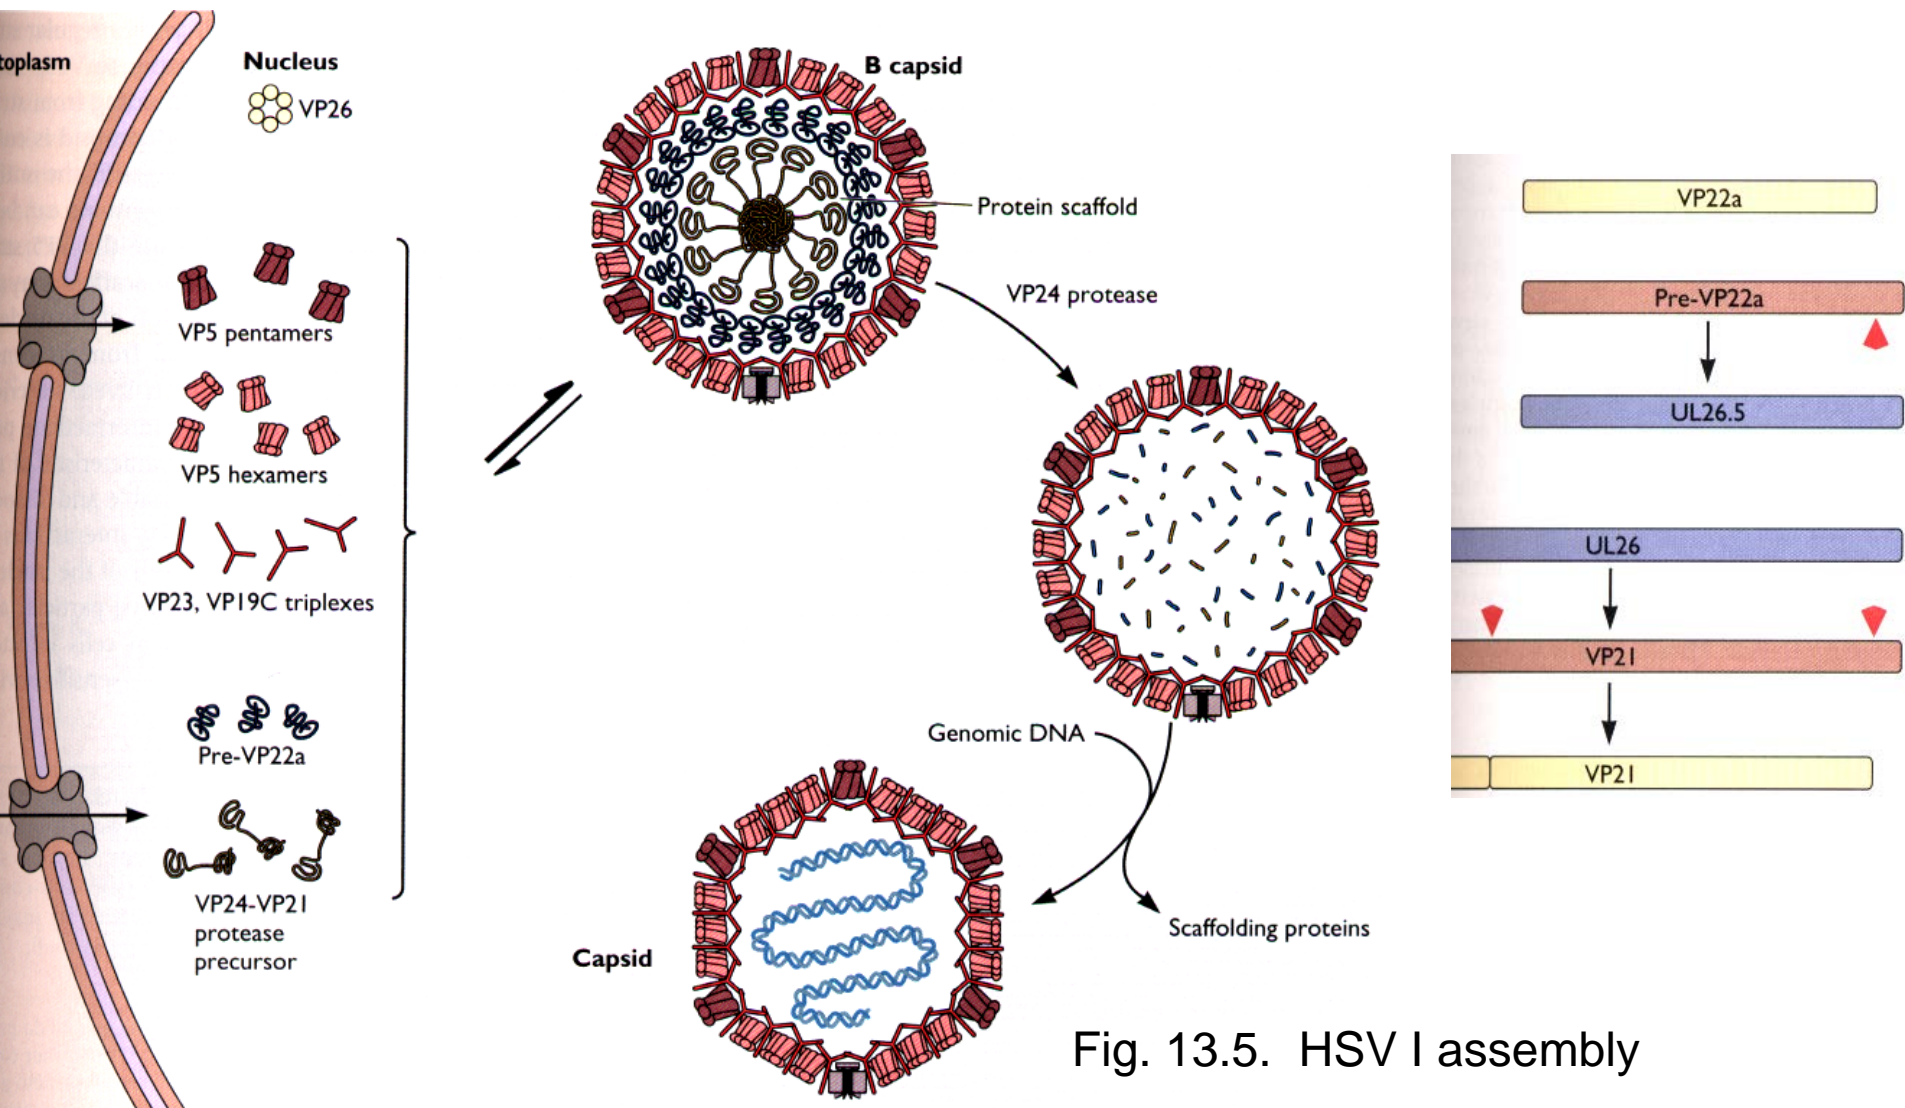 toplasm
Nucleus
VP26
VP5 pentamers
VP5 hexamers
VP23, VP19C triplexes
Pre-VP22a
VP24-VP21
protease
precursor
B capsid
Protein scaffold
VP24 protease
Genomic DNA
Scaffolding proteins
Capsid
VP22a
Pre-VP22a
UL26.5
UL26
VP21
VP21
Fig. 13.5. HSV I assembly